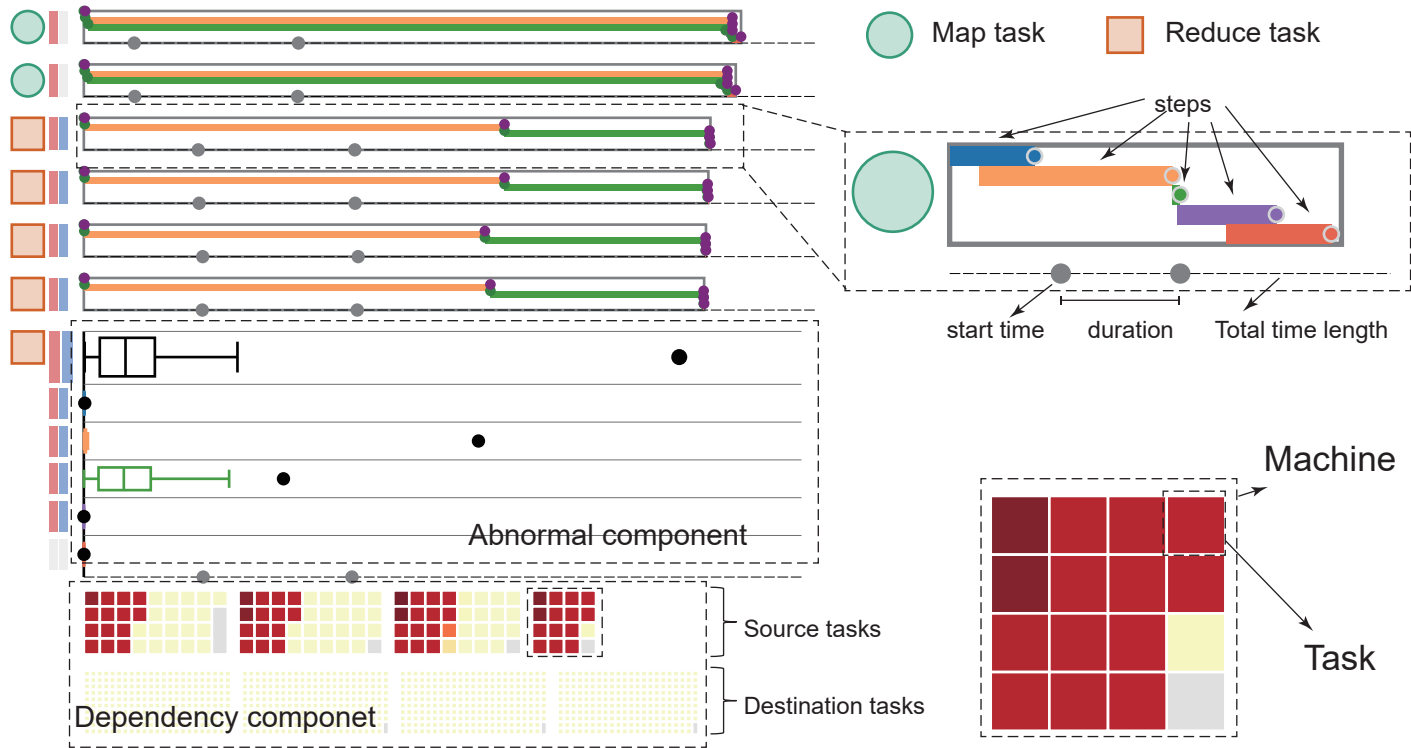 Map task
Reduce task
steps
start time
duration
Total time length
Abnormal component
Machine
Task
Source tasks
Destination tasks
Dependency componet